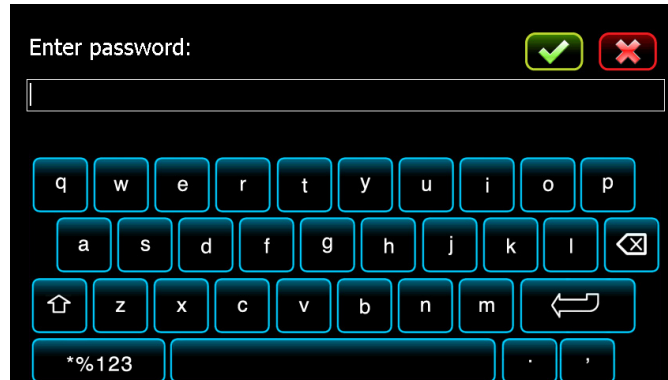 Enter password:
q w e r t y u i o p
a s d f g h j k l
z x c v b n m
*%123 . ,